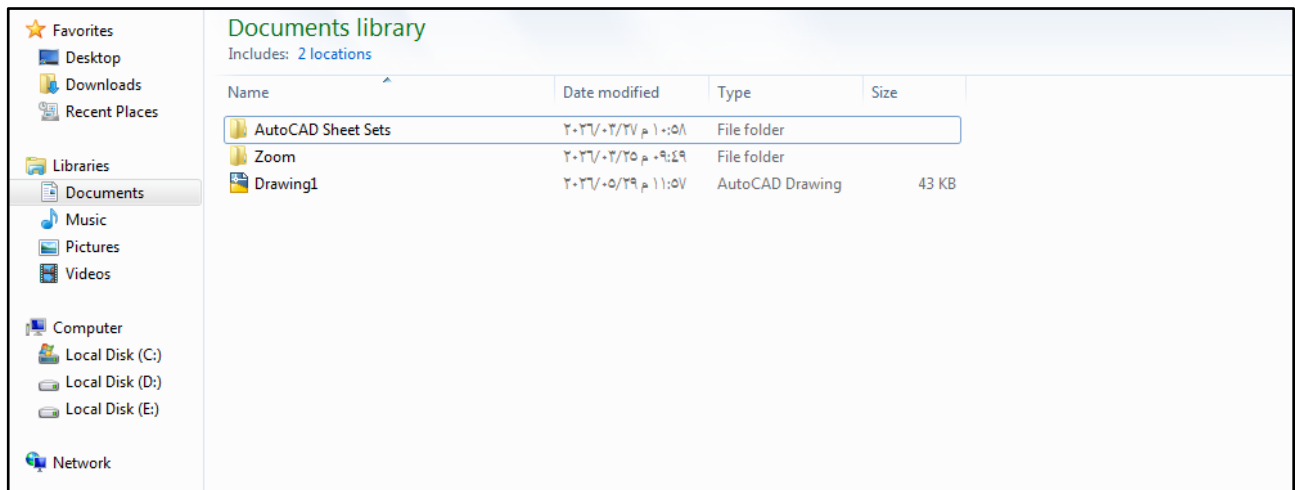 Favorites
Desktop
Downloads
Recent Places
Libraries
Documents
Music
Pictures
Videos
Computer
Local Disk (C:)
Local Disk (D:)
Local Disk (E:)
Network
Documents library
Includes: 2 locations
Name Date modified Type Size
AutoCAD Sheet Sets ٢٠٢٦/٠٣/٢٧ م ١٠:٥٨ File folder
Zoom ٢٠٢٦/٠٣/٢٥ م ٠٩:٤٩ File folder
Drawing1 ٢٠٢٦/٠٥/٢٩ م ١١:٥٧ AutoCAD Drawing 43 KB